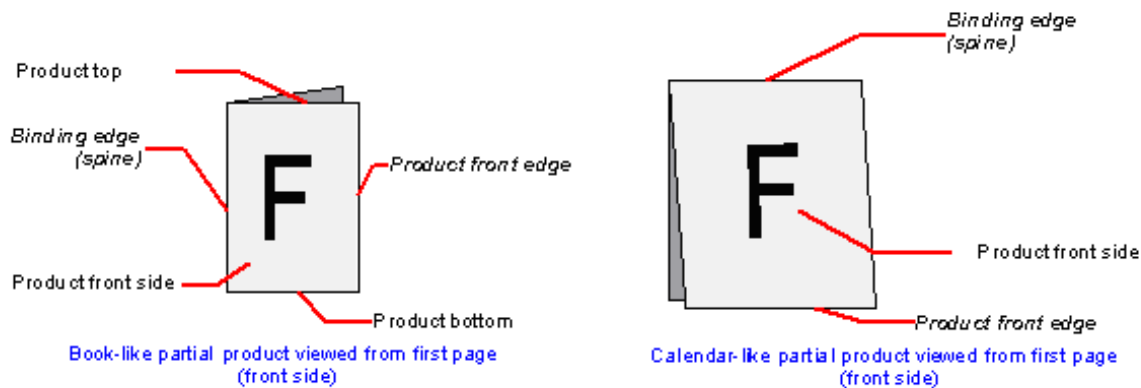 Product top
Binding edge
(spine)
F
Product front edge
Product front side
Product bottom
Book-like partial product viewed from first page
(front side)
Binding edge
(spine)
F
Product front side
Product front edge
Calendar-like partial product viewed from first page
(front side)